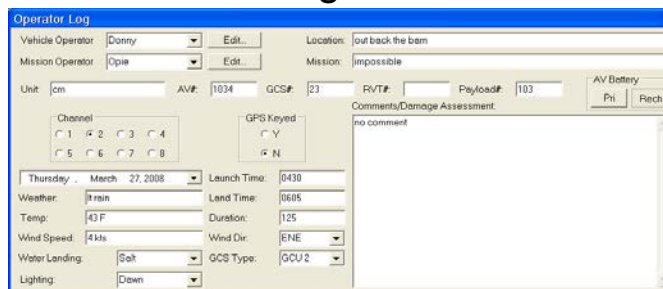 Operator Log
Vehicle Operator Donny Edit... Location: out back the barn
Mission Operator Opie Edit... Mission: impossible
Unit cm AV#: 1034 GCS#: 23 RVT#: Payload#: 103 AV Battery
Pri Rech
Comments/Damage Assessment:
no comment
Channel GPS Keyed
1 2 3 4 Y
5 6 7 8 N
Thursday , March 27, 2008 Launch Time: 0430
Weather: lt rain Land Time: 0605
Temp: 43 F Duration: 125
Wind Speed: 4 kts Wind Dir: ENE
Water Landing: Salt GCS Type: GCU 2
Lighting: Dawn